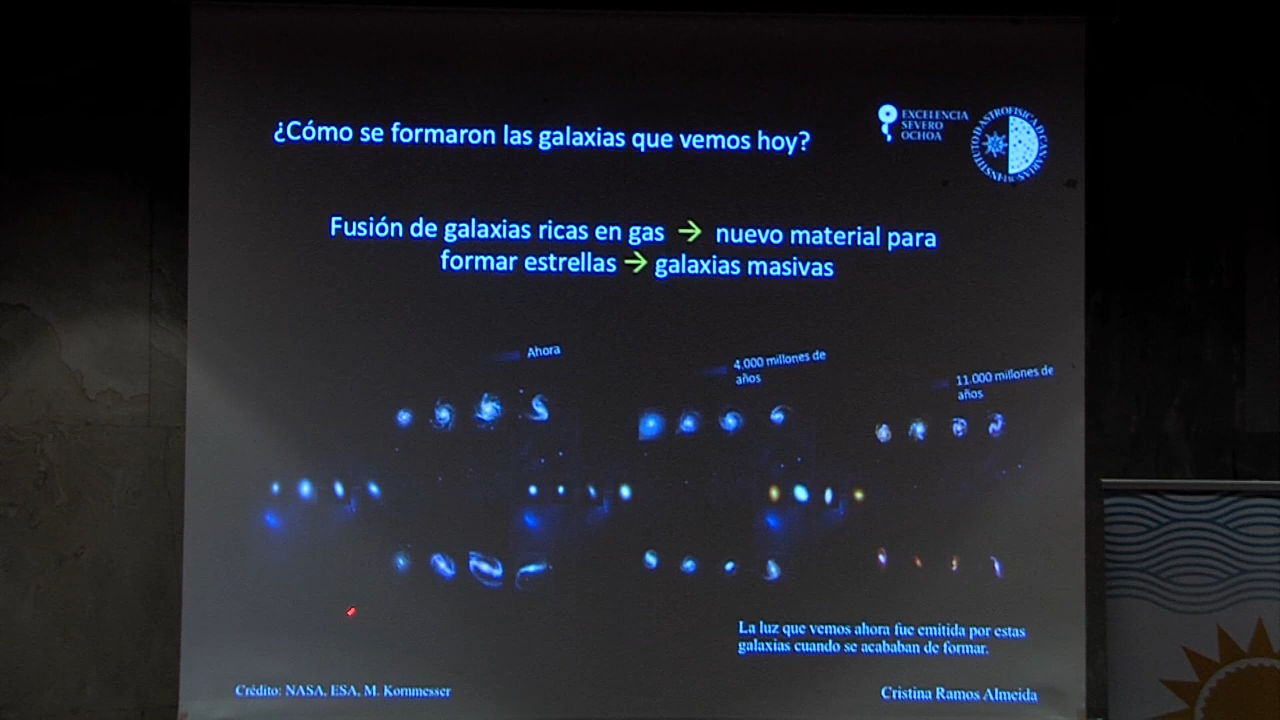 ¿Cómo se formaron las galaxias que vemos hoy?
EXCELENCIA
SEVERO
OCHOA
INSTITUTO D ASTROFISICA D CANARIAS
Fusión de galaxias ricas en gas → nuevo material para
formar estrellas → galaxias masivas
Ahora
4.000 millones de
años
11.000 millones de
años
La luz que vemos ahora fue emitida por estas
galaxias cuando se acababan de formar.
Crédito: NASA, ESA, M. Kommesser
Cristina Ramos Almeida